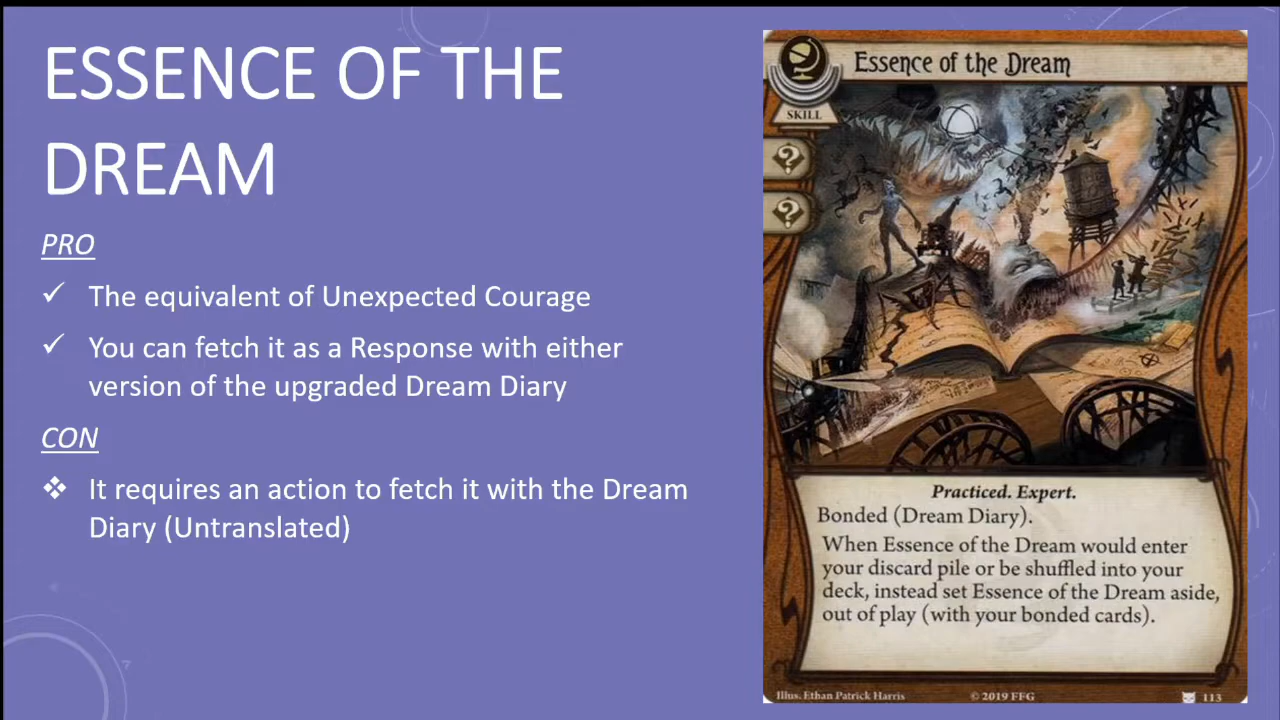 ESSENCE OF THE
DREAM
PRO
The equivalent of Unexpected Courage
You can fetch it as a Response with either
version of the upgraded Dream Diary
CON
It requires an action to fetch it with the Dream
Diary (Untranslated)
Essence of the Dream
SKILL
?
?
Practiced. Expert.
Bonded (Dream Diary).
When Essence of the Dream would enter
your discard pile or be shuffled into your
deck, instead set Essence of the Dream aside,
out of play (with your bonded cards).
Illus. Ethan Patrick Harris © 2019 FFG 113